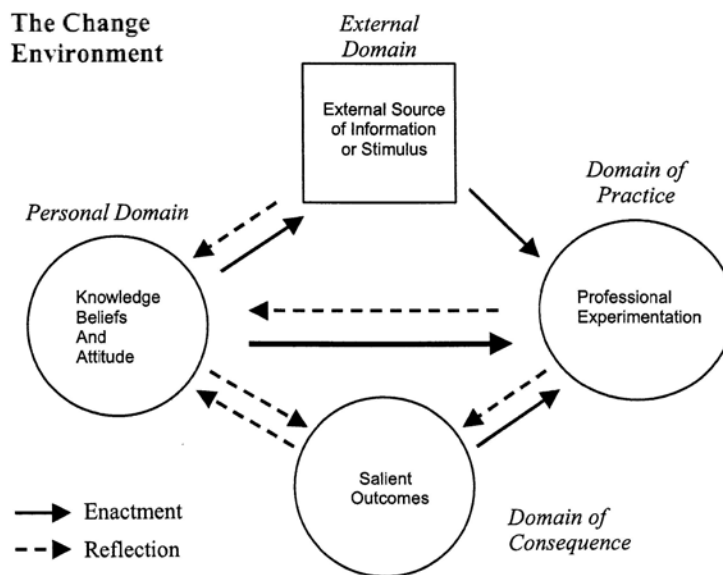 The Change
Environment
External
Domain
External Source
of Information
or Stimulus
Domain of
Practice
Personal Domain
Knowledge
Beliefs
And
Attitude
Professional
Experimentation
Salient
Outcomes
Enactment
Reflection
Domain of
Consequence